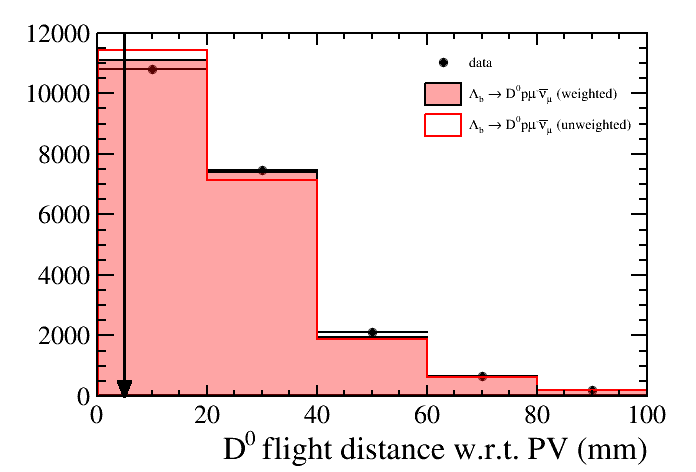 12000
10000
8000
6000
4000
2000
0
0 20 40 60 80 100
data
Λb → D⁰pμ ν̅μ (weighted)
Λb → D⁰pμ ν̅μ (unweighted)
D⁰ flight distance w.r.t. PV (mm)